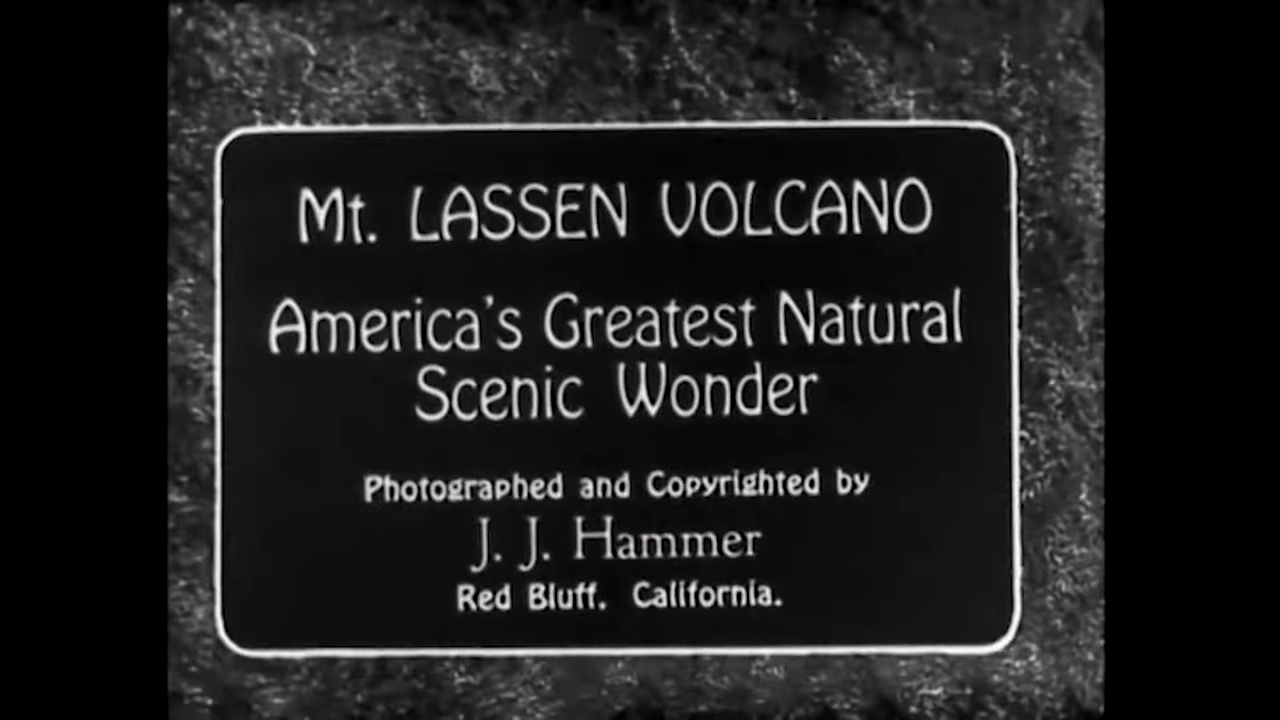 Mt. LASSEN VOLCANO
America's Greatest Natural
Scenic Wonder
Photographed and Copyrighted by
J. J. Hammer
Red Bluff. California.